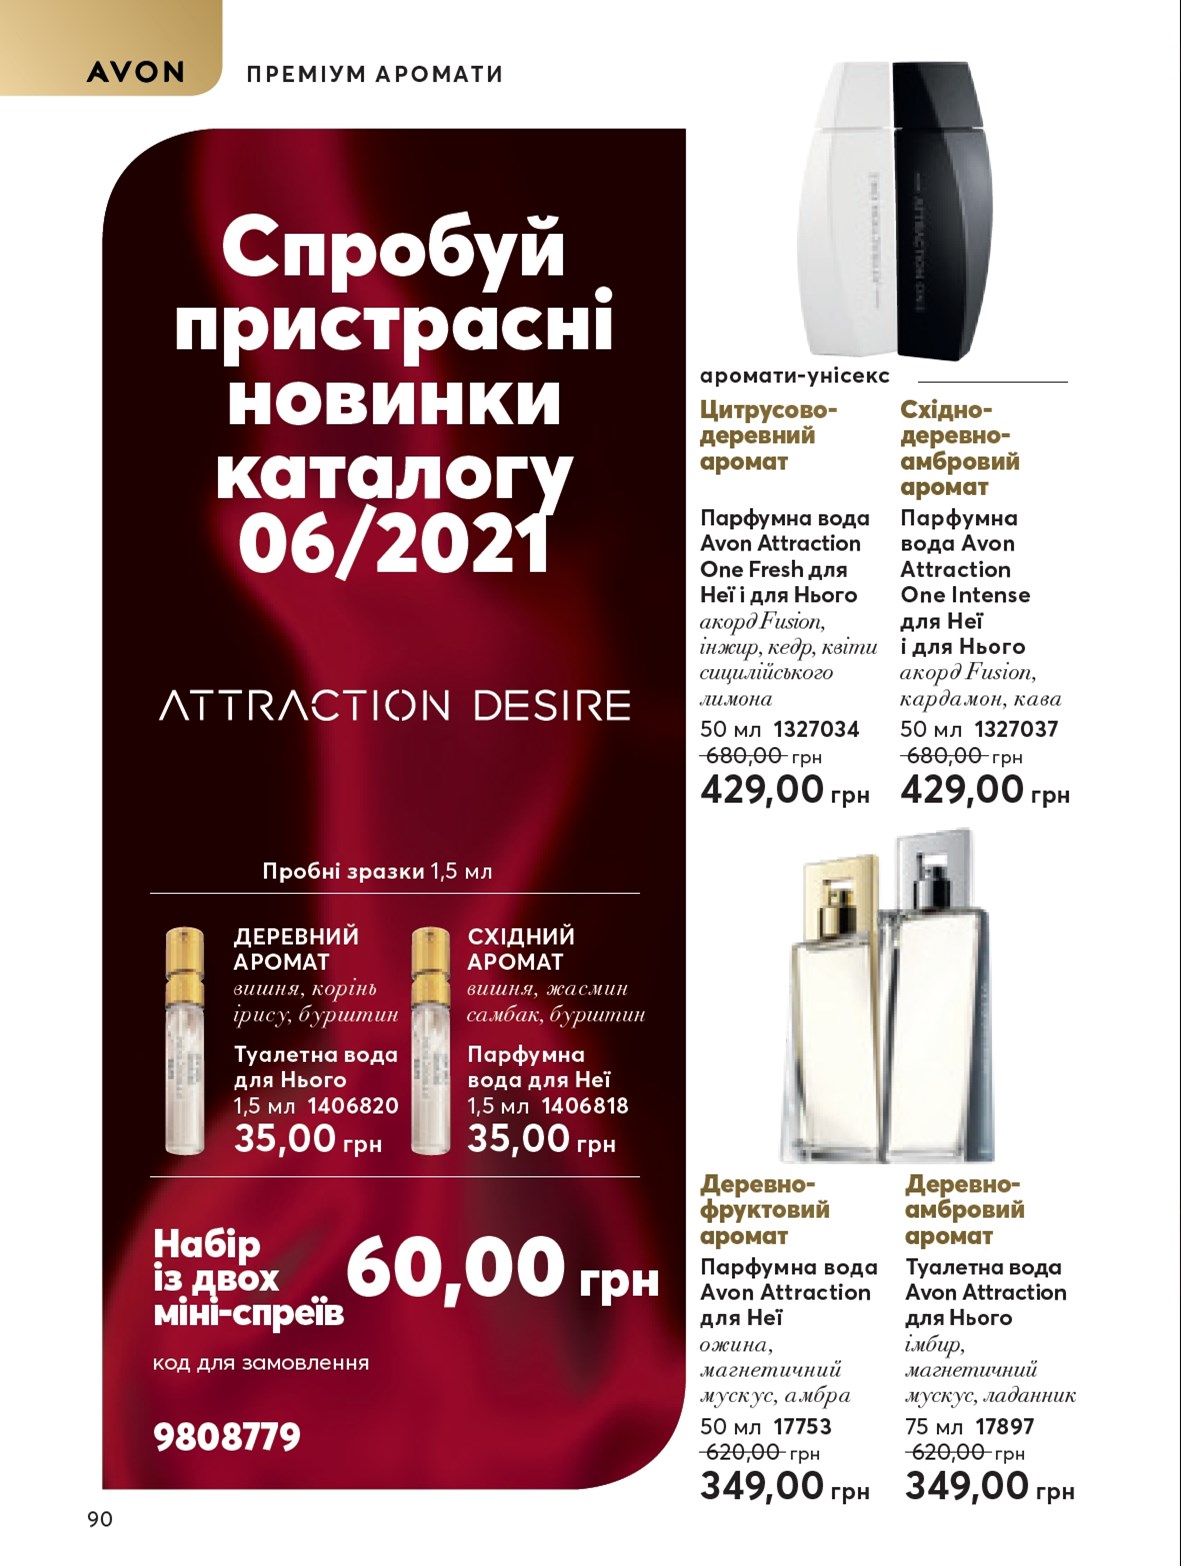 AVON
ПРЕМІУМ АРОМАТИ
Спробуй
пристрасні
новинки
каталогу
06/2021
ATTRACTION DESIRE
Пробні зразки 1,5 мл
ДЕРЕВНИЙ
АРОМАТ
вишня, корінь
ірису, бурштин
Туалетна вода
для Нього
1,5 мл 1406820
35,00 грн
СХІДНИЙ
АРОМАТ
вишня, жасмин
самбак, бурштин
Парфумна
вода для Неї
1,5 мл 1406818
35,00 грн
Набір
із двох
міні-спреїв
60,00 грн
код для замовлення
9808779
ATTRACTION ONE
ATTRACTION ONE
аромати-унісекс
Цитрусово-
деревний
аромат
Парфумна вода
Avon Attraction
One Fresh для
Неї і для Нього
акорд Fusion,
інжир, кедр, квіти
сицилійського
лимона
50 мл 1327034
680,00 грн
429,00 грн
Східно-
деревно-
амбровий
аромат
Парфумна
вода Avon
Attraction
One Intense
для Неї
і для Нього
акорд Fusion,
кардамон, кава
50 мл 1327037
680,00 грн
429,00 грн
Деревно-
фруктовий
аромат
Парфумна вода
Avon Attraction
для Неї
ожина,
магнетичний
мускус, амбра
50 мл 17753
620,00 грн
349,00 грн
Деревно-
амбровий
аромат
Туалетна вода
Avon Attraction
для Нього
імбир,
магнетичний
мускус, ладанник
75 мл 17897
620,00 грн
349,00 грн
90